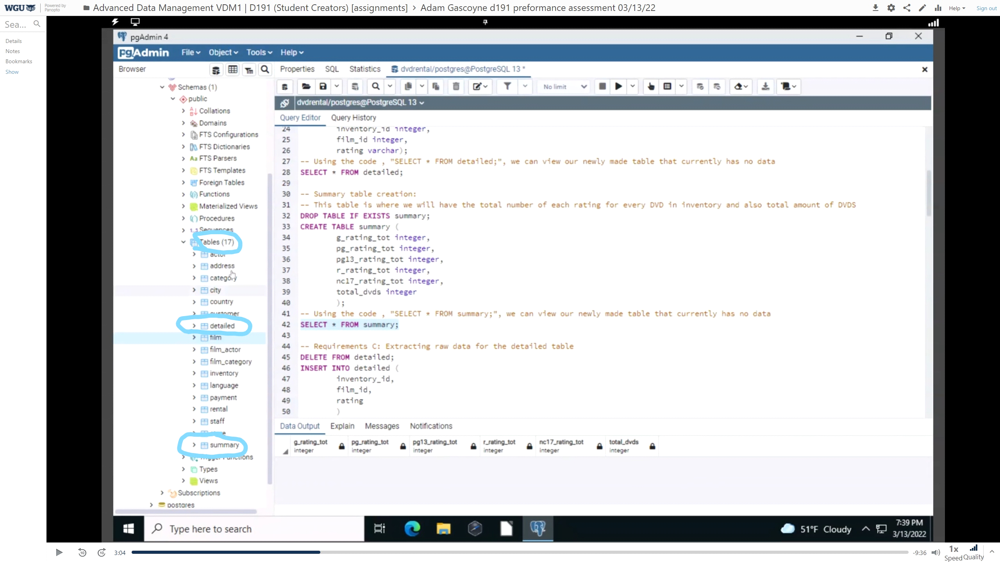 WGU Powered by Panopto Advanced Data Management VDM1 | D191 (Student Creators) [assignments] > Adam Gascoyne d191 preformance assessment 03/13/22 Help Sign out
Sea...
Details
Notes
Bookmarks
Show
pgAdmin 4
pgAdmin File Object Tools Help
Browser
Schemas (1)
public
Collations
Domains
FTS Configurations
FTS Dictionaries
Aa FTS Parsers
FTS Templates
Foreign Tables
Functions
Materialized Views
Procedures
1..3 Sequences
Tables (17)
actor
address
category
city
country
customer
detailed
film
film_actor
film_category
inventory
language
payment
rental
staff
summary
Trigger Functions
Types
Views
Subscriptions
postgres
Properties SQL Statistics dvdrental/postgres@PostgreSQL 13 *
No limit
dvdrental/postgres@PostgreSQL 13
Query Editor Query History
24 inventory_id integer,
25 film_id integer,
26 rating varchar);
27 -- Using the code , "SELECT * FROM detailed;", we can view our newly made table that currently has no data
28 SELECT * FROM detailed;
29
30 -- Summary table creation:
31 -- This table is where we will have the total number of each rating for every DVD in inventory and also total amount of DVDS
32 DROP TABLE IF EXISTS summary;
33 CREATE TABLE summary (
34 g_rating_tot integer,
35 pg_rating_tot integer,
36 pg13_rating_tot integer,
37 r_rating_tot integer,
38 nc17_rating_tot integer,
39 total_dvds integer
40 );
41 -- Using the code , "SELECT * FROM summary;", we can view our newly made table that currently has no data
42 SELECT * FROM summary;
43
44 -- Requirements C: Extracting raw data for the detailed table
45 DELETE FROM detailed;
46 INSERT INTO detailed (
47 inventory_id,
48 film_id,
49 rating
50 )
Data Output Explain Messages Notifications
g_rating_tot pg_rating_tot pg13_rating_tot r_rating_tot nc17_rating_tot total_dvds
integer integer integer integer integer integer
Type here to search
51°F Cloudy
7:39 PM
3/13/2022
10 10 3:04 -9:36
1x
Speed Quality